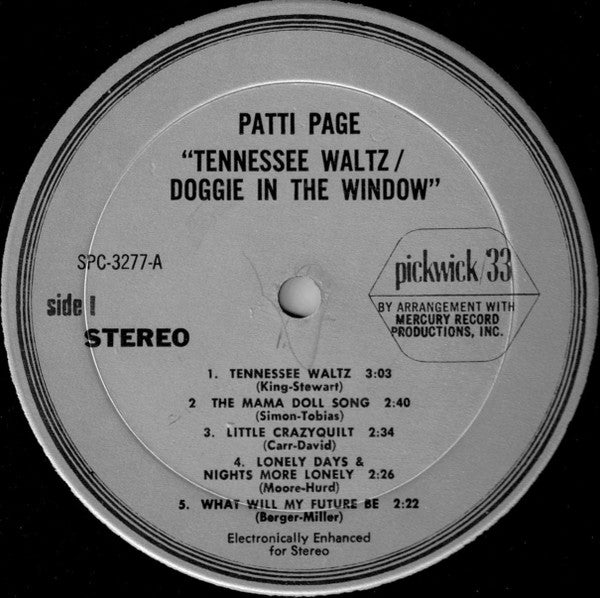 PATTI PAGE
"TENNESSEE WALTZ/
DOGGIE IN THE WINDOW"
SPC-3277-A
side 1
STEREO
pickwick/33
BY ARRANGEMENT WITH
MERCURY RECORD
PRODUCTIONS, INC.
1. TENNESSEE WALTZ 3:03
(King-Stewart)
2 THE MAMA DOLL SONG 2:40
(Simon-Tobias)
3. LITTLE CRAZYQUILT 2:34
(Carr-David)
4. LONELY DAYS &
NIGHTS MORE LONELY 2:26
(Moore-Hurd)
5. WHAT WILL MY FUTURE BE 2:22
(Berger-Miller)
Electronically Enhanced
for Stereo